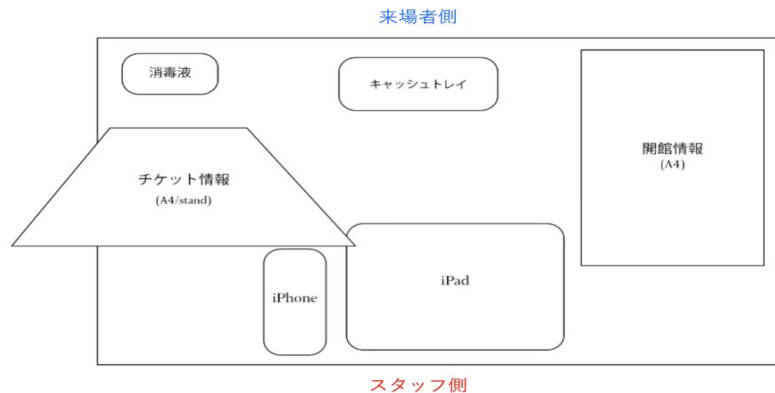 来場者側
消毒液
キャッシュトレイ
開館情報
(A4)
チケット情報
(A4/stand)
iPhone
iPad
スタッフ側